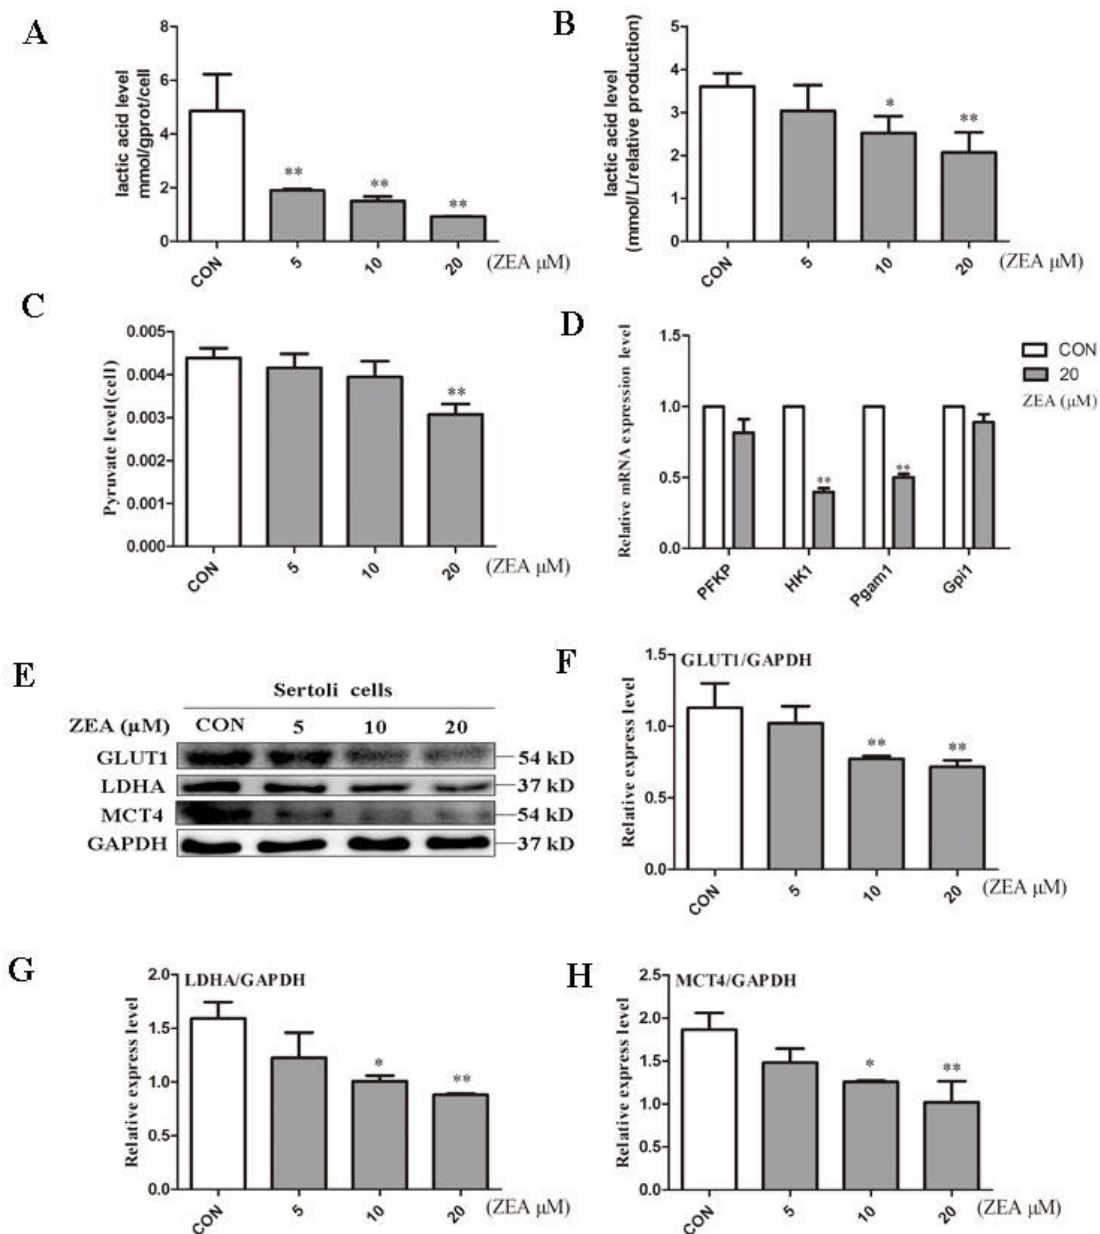 A
lactic acid level
mmol/gprot/cell
8
6
4
2
0
**
**
**
CON
5
10
20
(ZEA μM)
B
lactic acid level
(mmol/L/relative production)
5
4
3
2
1
0
*
**
CON
5
10
20
(ZEA μM)
C
Pyruvate level(cell)
0.005
0.004
0.003
0.002
0.001
0.000
**
CON
5
10
20
(ZEA μM)
D
Relative mRNA expression level
1.5
1.0
0.5
0.0
**
**
PFKP
HK1
Pgam1
Gpi1
CON
20
ZEA (μM)
E
Sertoli cells
ZEA (μM) CON 5 10 20
GLUT1 54 kD
LDHA 37 kD
MCT4 54 kD
GAPDH 37 kD
F
GLUT1/GAPDH
Relative express level
1.5
1.0
0.5
0.0
**
**
CON
5
10
20
(ZEA μM)
G
LDHA/GAPDH
Relative express level
2.0
1.5
1.0
0.5
0.0
*
**
CON
5
10
20
(ZEA μM)
H
MCT4/GAPDH
Relative express level
2.5
2.0
1.5
1.0
0.5
0.0
*
**
CON
5
10
20
(ZEA μM)